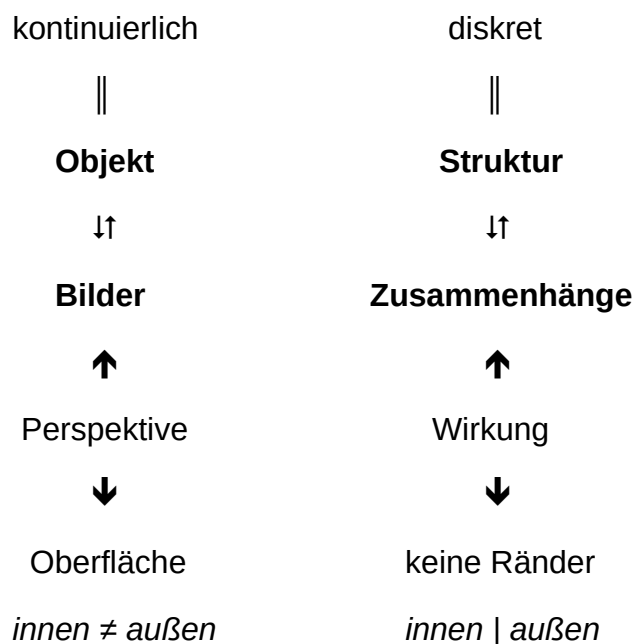 kontinuierlich diskret
‖ ‖
Objekt Struktur
⇃↾ ⇃↾
Bilder Zusammenhänge
🡹 🡹
Perspektive Wirkung
🡻 🡻
Oberfläche keine Ränder
innen ≠ außen innen | außen